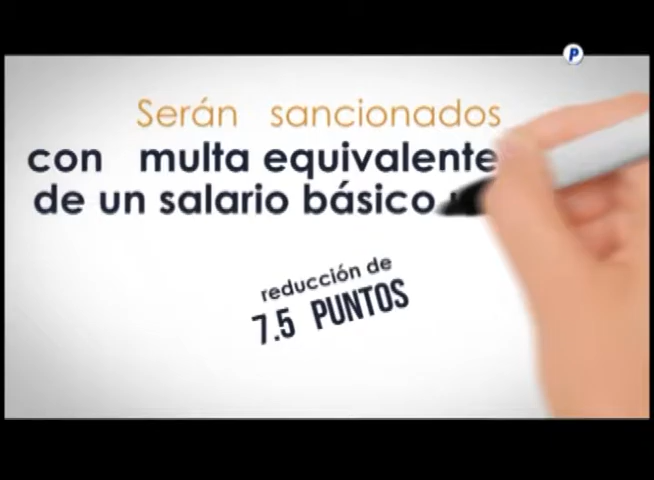 P
Serán sancionados
con multa equivalente
de un salario básico
reducción de
7.5 PUNTOS